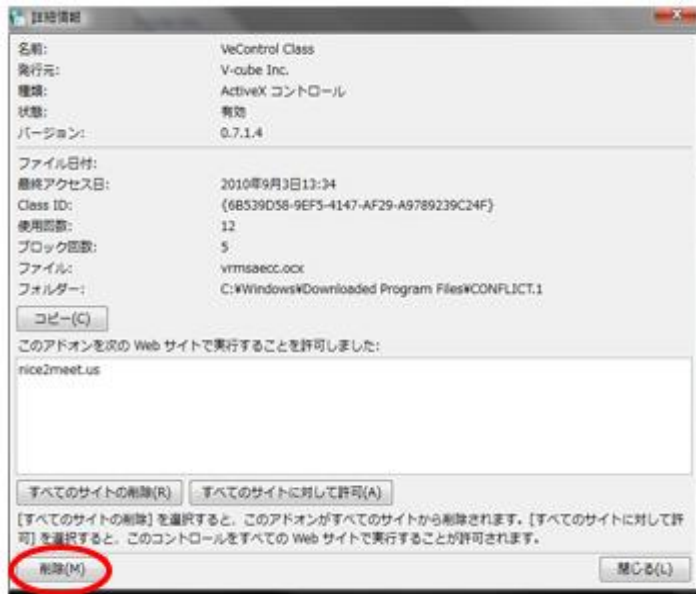 詳細情報
名前: VeControl Class
発行元: V-cube Inc.
種類: ActiveX コントロール
状態: 有効
バージョン: 0.7.1.4
ファイル日付:
最終アクセス日: 2010年9月3日13:34
Class ID: {6B539D58-9EF5-4147-AF29-A9789239C24F}
使用回数: 12
ブロック回数: 5
ファイル: vrmsaecc.ocx
フォルダー: C:¥Windows¥Downloaded Program Files¥CONFLICT.1
コピー(C)
このアドオンを次の Web サイトで実行することを許可しました:
nice2meet.us
すべてのサイトの削除(R) すべてのサイトに対して許可(A)
[すべてのサイトの削除] を選択すると、このアドオンがすべてのサイトから削除されます。[すべてのサイトに対して許
可] を選択すると、このコントロールをすべての Web サイトで実行することが許可されます。
削除(M) 閉じる(L)